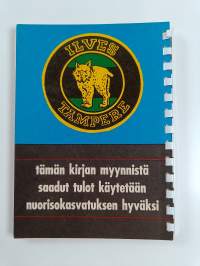 ILVES
TAMPERE
tämän kirjan myynnistä
saadut tulot käytetään
nuorisokasvatuksen hyväksi